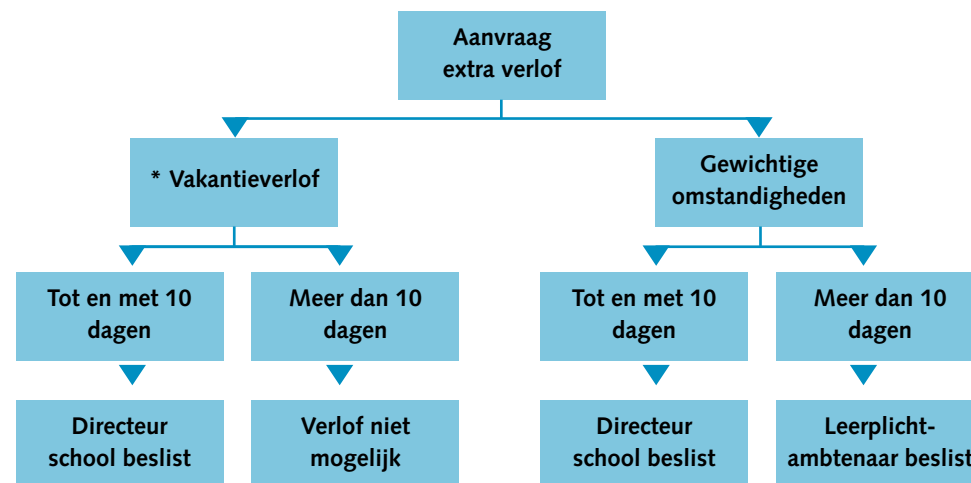 Aanvraag
extra verlof
* Vakantieverlof
Gewichtige
omstandigheden
Tot en met 10
dagen
Meer dan 10
dagen
Tot en met 10
dagen
Meer dan 10
dagen
Directeur
school beslist
Verlof niet
mogelijk
Directeur
school beslist
Leerplicht-
ambtenaar beslist